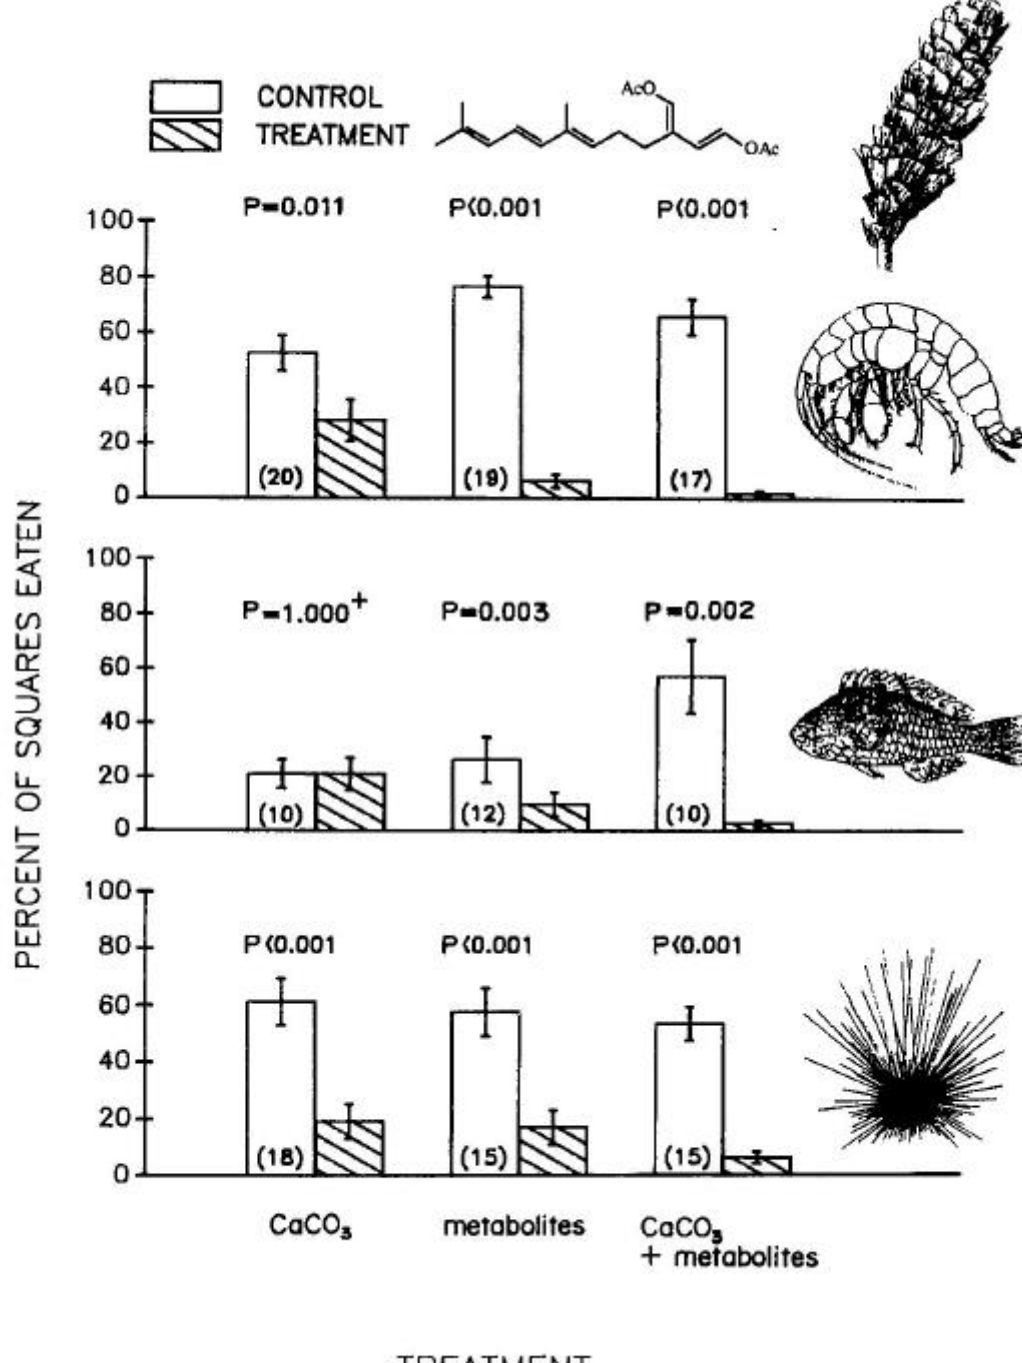 CONTROL
TREATMENT
AcO
OAc
P=0.011 P<0.001 P<0.001
100
80
60
40
20
0
(20) (19) (17)
PERCENT OF SQUARES EATEN
100
80
60
40
20
0
P=1.000+ P=0.003 P=0.002
(10) (12) (10)
100
80
60
40
20
0
P<0.001 P<0.001 P<0.001
(18) (15) (15)
CaCO₃ metabolites CaCO₃
+ metabolites
TREATMENT